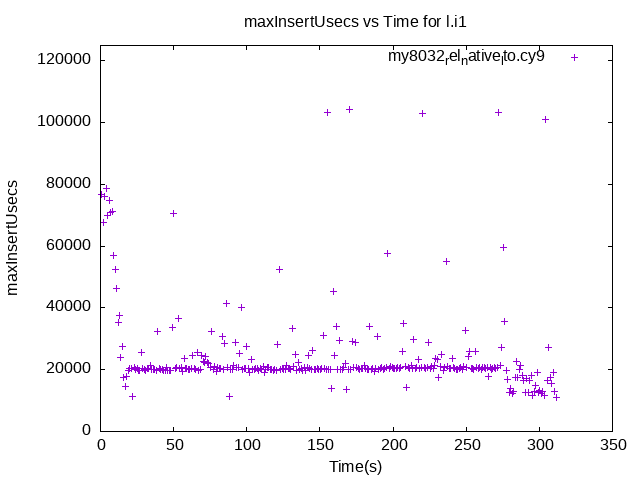 maxInsertUsecs vs Time for l.i1
my8032relnativelto.cy9
120000
100000
80000
60000
40000
20000
0
maxInsertUsecs
0 50 100 150 200 250 300 350
Time(s)